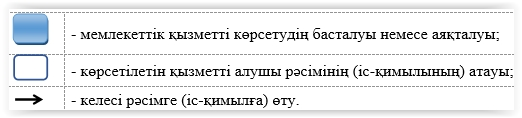 - мемлекеттік қызметті көрсетудің басталуы немесе аяқталуы;
- көрсетілетін қызметті алушы рәсімінің (іс-қимылының) атауы;
- келесі рәсімге (іс-қимылға) өту.